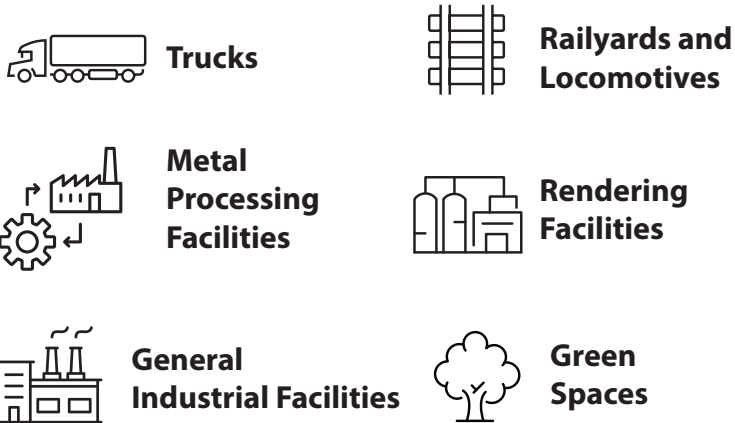 Trucks
Railyards and
Locomotives
Metal
Processing
Facilities
Rendering
Facilities
General
Industrial Facilities
Green
Spaces